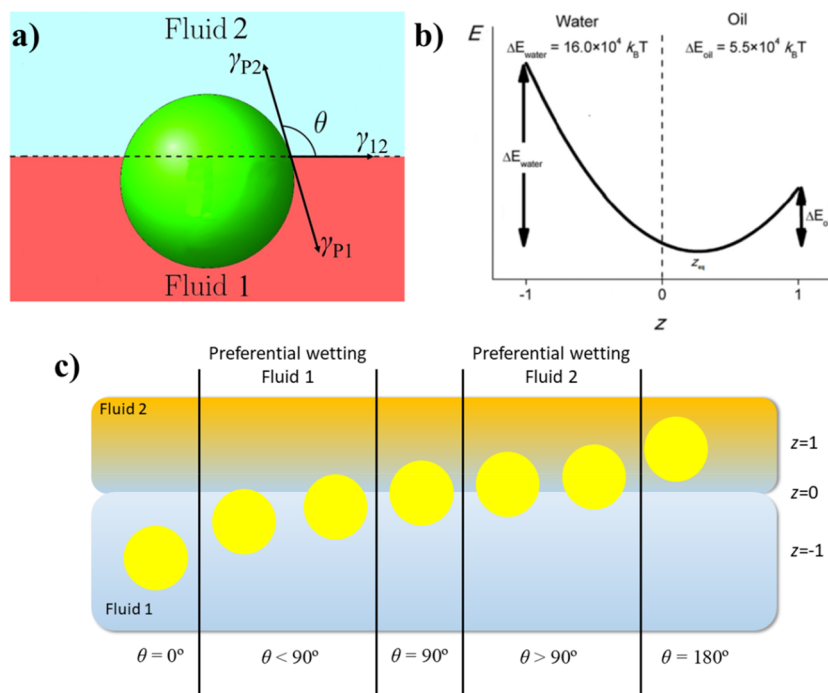 a)
Fluid 2
γP2
θ
γ12
γP1
Fluid 1
b)
E
Water
Oil
ΔEwater = 16.0×10⁴ kBT
ΔEoil = 5.5×10⁴ kBT
ΔEwater
ΔEo
zeq
-1
0
1
z
c)
Preferential wetting
Fluid 1
Preferential wetting
Fluid 2
Fluid 2
z=1
z=0
z=-1
Fluid 1
θ = 0º
θ < 90º
θ = 90º
θ > 90º
θ = 180º